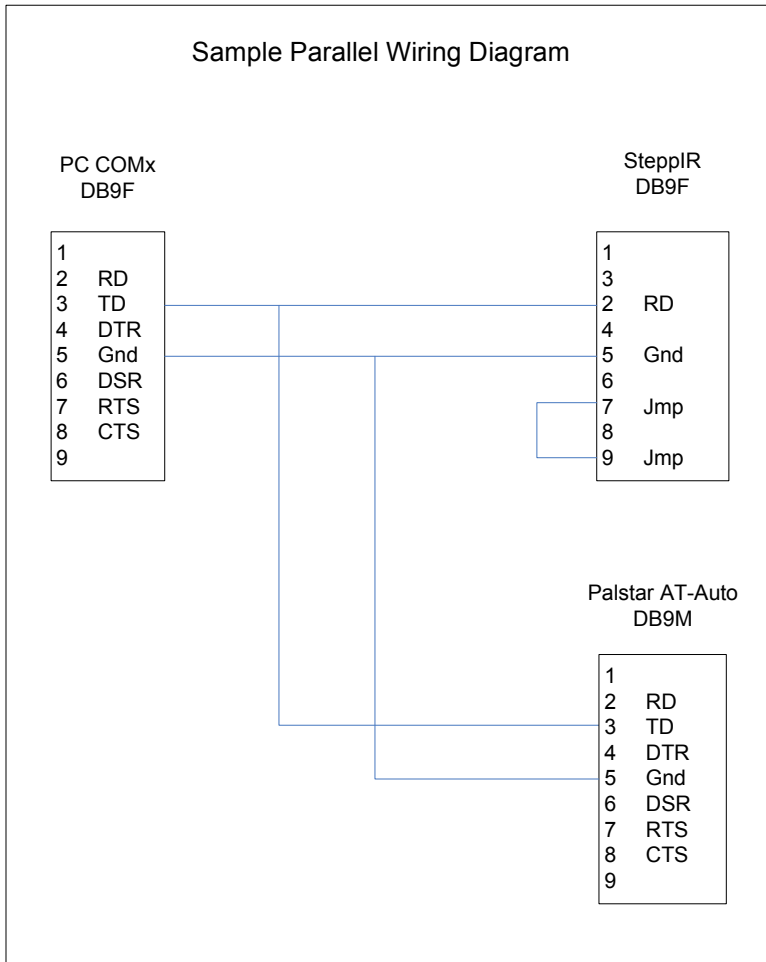 Sample Parallel Wiring Diagram
PC COMx
DB9F
1
2 RD
3 TD
4 DTR
5 Gnd
6 DSR
7 RTS
8 CTS
9
SteppIR
DB9F
1
3
2 RD
4
5 Gnd
6
7 Jmp
8
9 Jmp
Palstar AT-Auto
DB9M
1
2 RD
3 TD
4 DTR
5 Gnd
6 DSR
7 RTS
8 CTS
9